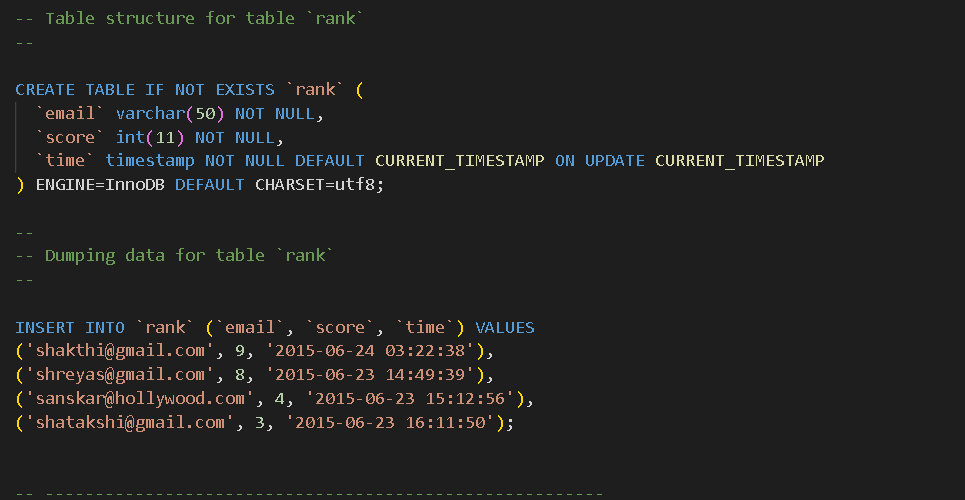 -- Table structure for table `rank`
--
CREATE TABLE IF NOT EXISTS `rank` (
`email` varchar(50) NOT NULL,
`score` int(11) NOT NULL,
`time` timestamp NOT NULL DEFAULT CURRENT_TIMESTAMP ON UPDATE CURRENT_TIMESTAMP
) ENGINE=InnoDB DEFAULT CHARSET=utf8;
--
-- Dumping data for table `rank`
--
INSERT INTO `rank` (`email`, `score`, `time`) VALUES
('shakthi@gmail.com', 9, '2015-06-24 03:22:38'),
('shreyas@gmail.com', 8, '2015-06-23 14:49:39'),
('sanskar@hollywood.com', 4, '2015-06-23 15:12:56'),
('shatakshi@gmail.com', 3, '2015-06-23 16:11:50');
-- --------------------------------------------------------